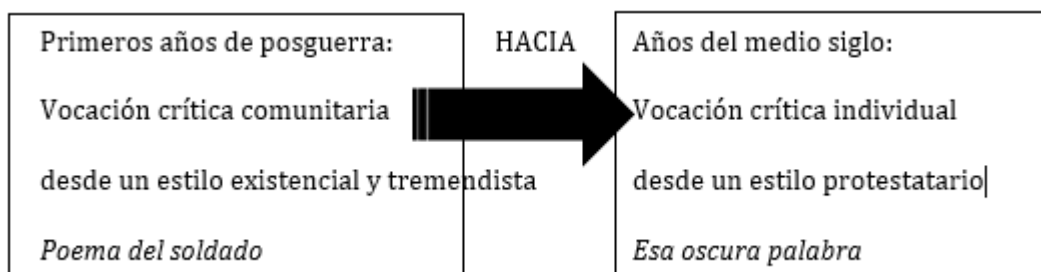 Primeros años de posguerra:
Vocación crítica comunitaria
desde un estilo existencial y tremendista
Poema del soldado
HACIA
Años del medio siglo:
Vocación crítica individual
desde un estilo protestatario
Esa oscura palabra